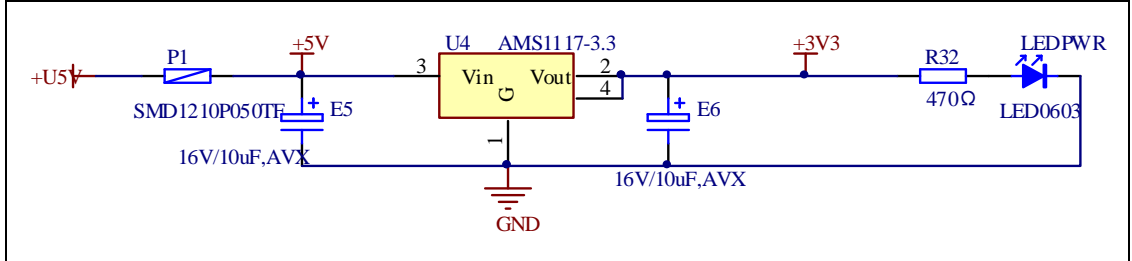 +5V
U4 AMS1117-3.3
+3V3
LEDPWR
P1
R32
+U5V
3
Vin
Vout
2
4
G
1
SMD1210P050TF
E5
E6
470Ω
LED0603
16V/10uF,AVX
16V/10uF,AVX
GND